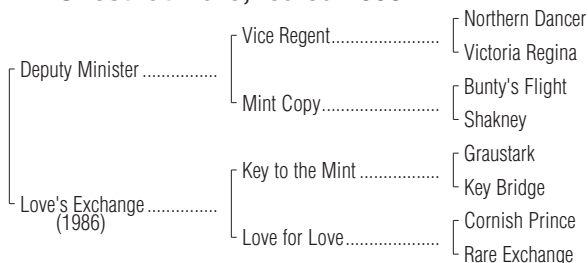 Northern Dancer
Vice Regent
Victoria Regina
Deputy Minister
Bunty's Flight
Mint Copy
Shakney
Graustark
Key to the Mint
Key Bridge
Love's Exchange
(1986)
Cornish Prince
Love for Love
Rare Exchange